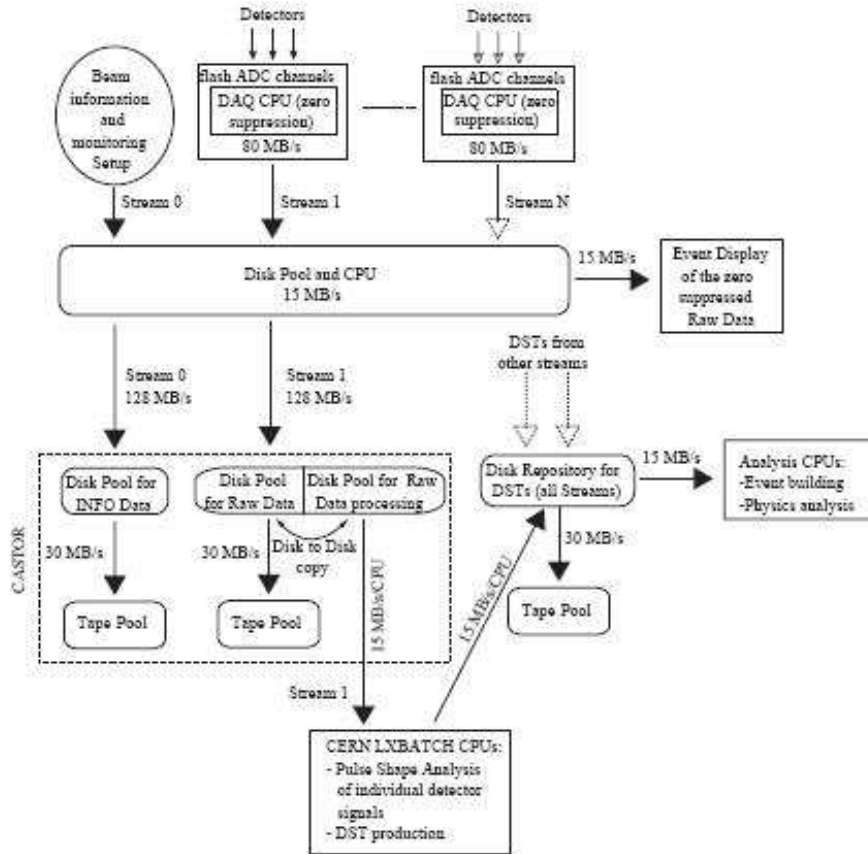 Detectors
Detectors
Beam
information
and
monitoring
Setup
flash ADC channels
DAQ CPU (zero
suppression)
80 MB/s
flash ADC channels
DAQ CPU (zero
suppression)
80 MB/s
Stream 0
Stream 1
Stream N
Disk Pool and CPU
15 MB/s
15 MB/s
Event Display
of the zero
suppressed
Raw Data
Stream 0
128 MB/s
Stream 1
128 MB/s
DSTs from
other streams
CASTOR
Disk Pool for
INFO Data
Disk Pool
for Raw Data
Disk Pool for Raw
Data processing
Disk Repository for
DSTs (all Streams)
15 MB/s
Analysis CPUs:
-Event building
-Physics analysis
30 MB/s
30 MB/s
Disk to Disk
copy
15 MB/s/CPU
15 MB/s/CPU
30 MB/s
Tape Pool
Tape Pool
Tape Pool
Stream 1
CERN LXBATCH CPUs:
- Pulse Shape Analysis
of individual detector
signals
- DST production